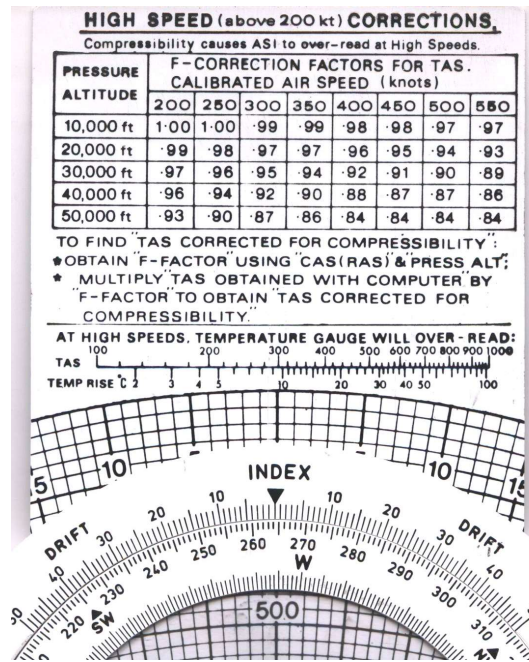 HIGH SPEED (above 200 kt) CORRECTIONS.
Compressibility causes ASI to over-read at High Speeds.
PRESSURE ALTITUDE
F-CORRECTION FACTORS FOR TAS.
CALIBRATED AIR SPEED (knots)
200 250 300 350 400 450 500 550
10,000 ft 1·00 1·00 ·99 ·99 ·98 ·98 ·97 ·97
20,000 ft ·99 ·98 ·97 ·97 ·96 ·95 ·94 ·93
30,000 ft ·97 ·96 ·95 ·94 ·92 ·91 ·90 ·89
40,000 ft ·96 ·94 ·92 ·90 ·88 ·87 ·87 ·86
50,000 ft ·93 ·90 ·87 ·86 ·84 ·84 ·84 ·84
TO FIND "TAS CORRECTED FOR COMPRESSIBILITY":
★OBTAIN "F-FACTOR" USING "CAS(RAS)" & "PRESS ALT";
★ MULTIPLY "TAS OBTAINED WITH COMPUTER" BY
"F-FACTOR" TO OBTAIN "TAS CORRECTED FOR
COMPRESSIBILITY."
AT HIGH SPEEDS, TEMPERATURE GAUGE WILL OVER-READ:
TAS 100 200 300 400 500 600 700 800 900 1000
TEMP RISE °C 2 3 4 5 10 20 30 40 50 100
5 10 10 15
INDEX
DRIFT 50 40 30 20 10 10 20 30 40 DRIFT
220 230 240 250 260 270 280 290 300 310
SW W
500